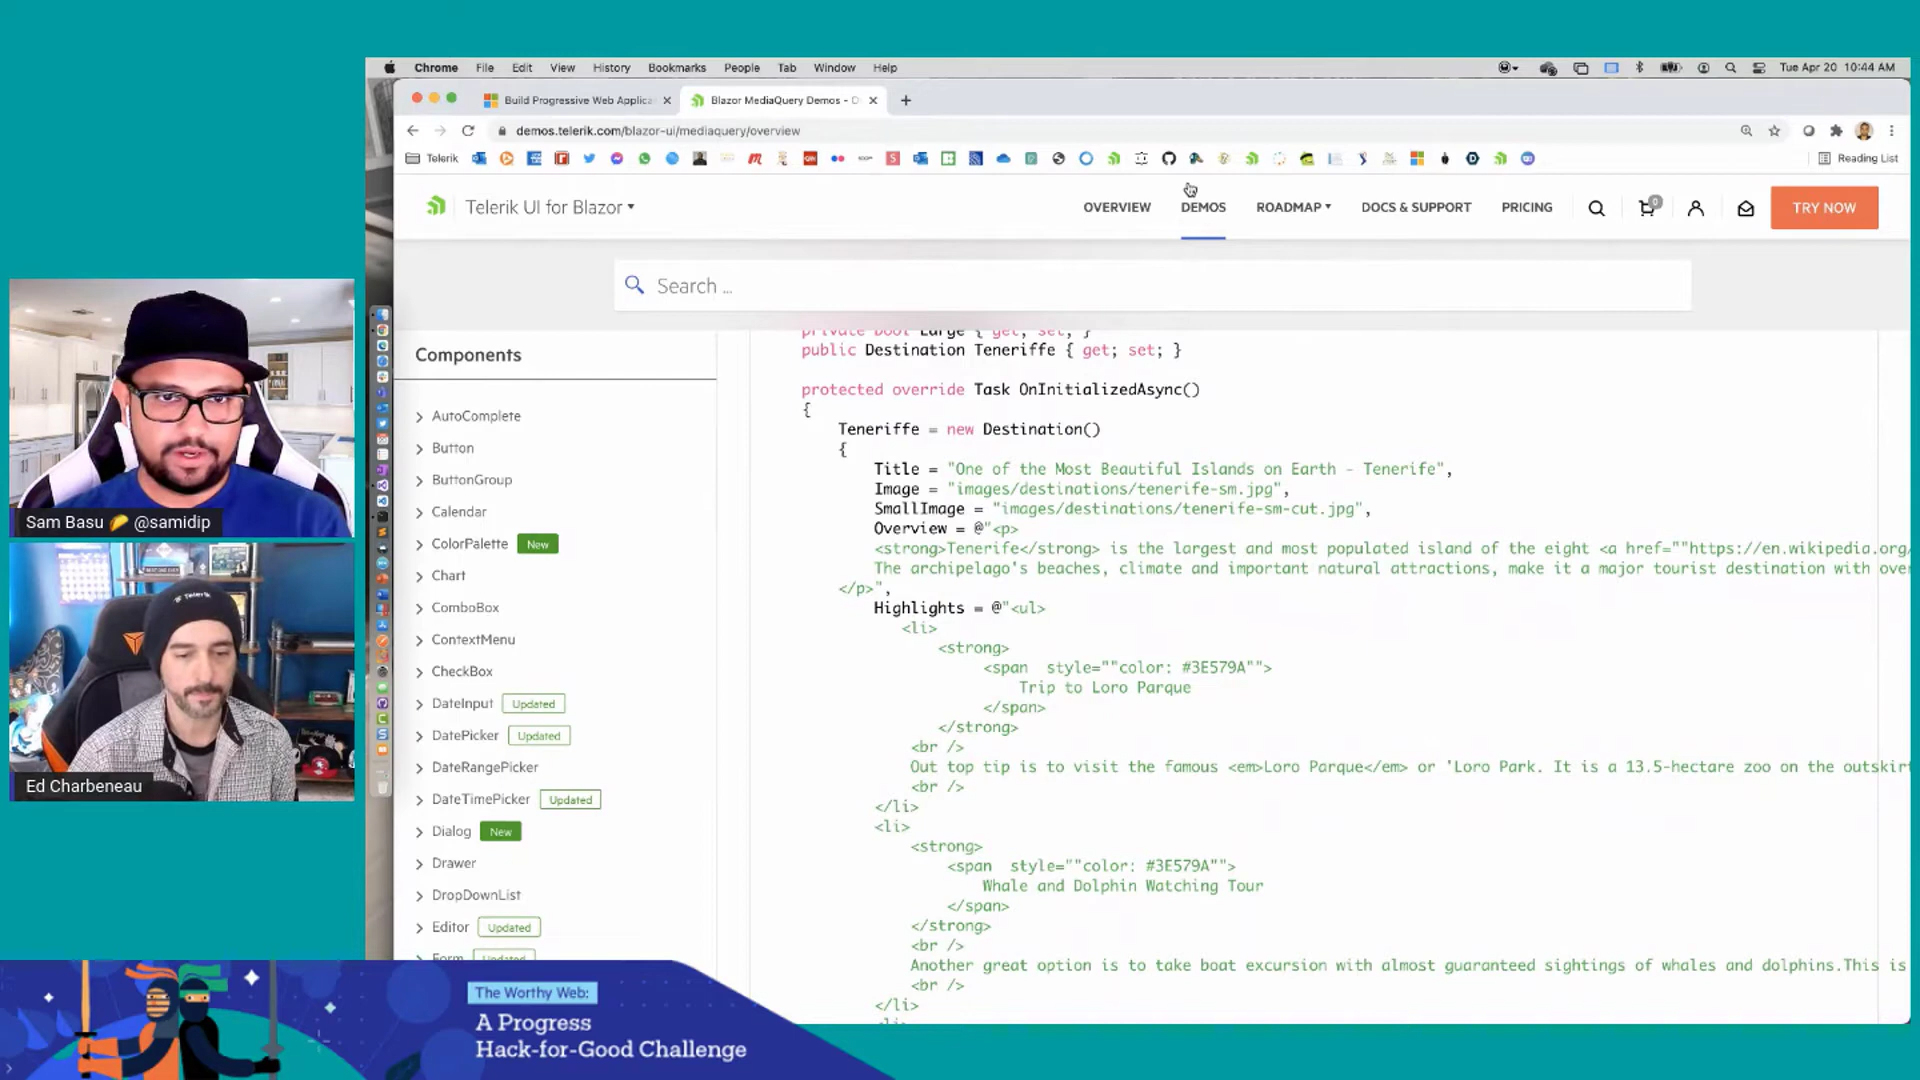 Chrome File Edit View History Bookmarks People Tab Window Help
Tue Apr 20 10:44 AM
Build Progressive Web Applica
Blazor MediaQuery Demos - O
demos.telerik.com/blazor-ui/mediaquery/overview
Telerik
Reading List
Telerik UI for Blazor
OVERVIEW
DEMOS
ROADMAP
DOCS & SUPPORT
PRICING
0
TRY NOW
Search ...
Components
AutoComplete
Button
ButtonGroup
Calendar
ColorPalette New
Chart
ComboBox
ContextMenu
CheckBox
DateInput Updated
DatePicker Updated
DateRangePicker
DateTimePicker Updated
Dialog New
Drawer
DropDownList
Editor Updated
Form Updated
private bool Large { get; set; }
public Destination Teneriffe { get; set; }
protected override Task OnInitializedAsync()
{
Teneriffe = new Destination()
{
Title = "One of the Most Beautiful Islands on Earth - Tenerife",
Image = "images/destinations/tenerife-sm.jpg",
SmallImage = "images/destinations/tenerife-sm-cut.jpg",
Overview = @"<p>
<strong>Tenerife</strong> is the largest and most populated island of the eight <a href=""https://en.wikipedia.org/
The archipelago's beaches, climate and important natural attractions, make it a major tourist destination with over
</p>",
Highlights = @"<ul>
<li>
<strong>
<span style=""color: #3E579A"">
Trip to Loro Parque
</span>
</strong>
<br />
Out top tip is to visit the famous <em>Loro Parque</em> or 'Loro Park. It is a 13.5-hectare zoo on the outskirt
<br />
</li>
<li>
<strong>
<span style=""color: #3E579A"">
Whale and Dolphin Watching Tour
</span>
</strong>
<br />
Another great option is to take boat excursion with almost guaranteed sightings of whales and dolphins.This is
<br />
</li>
Sam Basu 🌮 @samidip
Telerik
Ed Charbeneau
The Worthy Web:
A Progress
Hack-for-Good Challenge